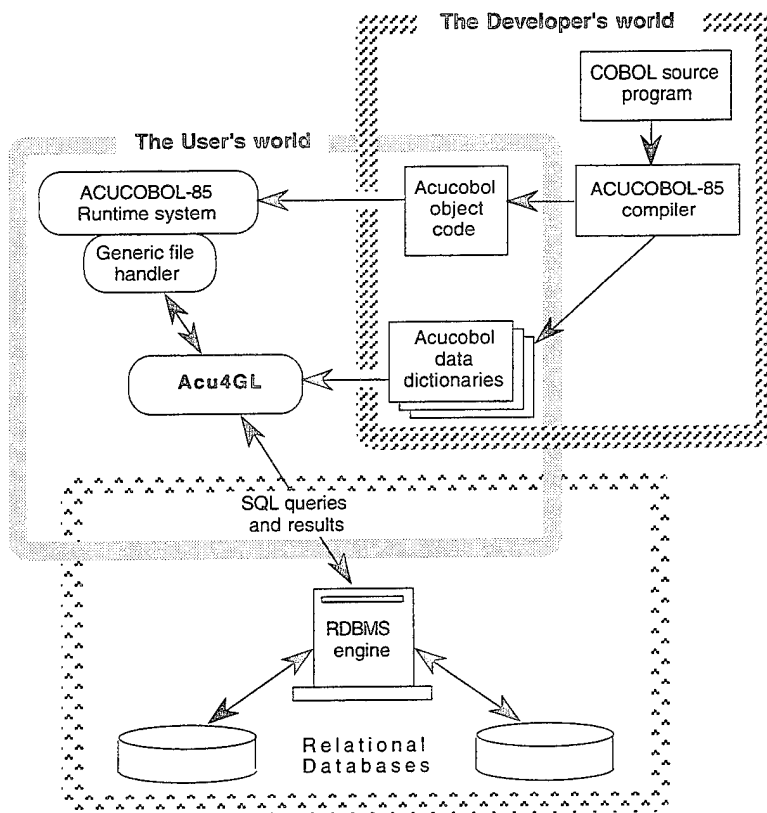 The Developer's world
COBOL source
program
The User's world
ACUCOBOL-85
Runtime system
Acucobol
object
code
ACUCOBOL-85
compiler
Generic file
handler
Acucobol
data
dictionaries
Acu4GL
SQL queries
and results
RDBMS
engine
Relational
Databases